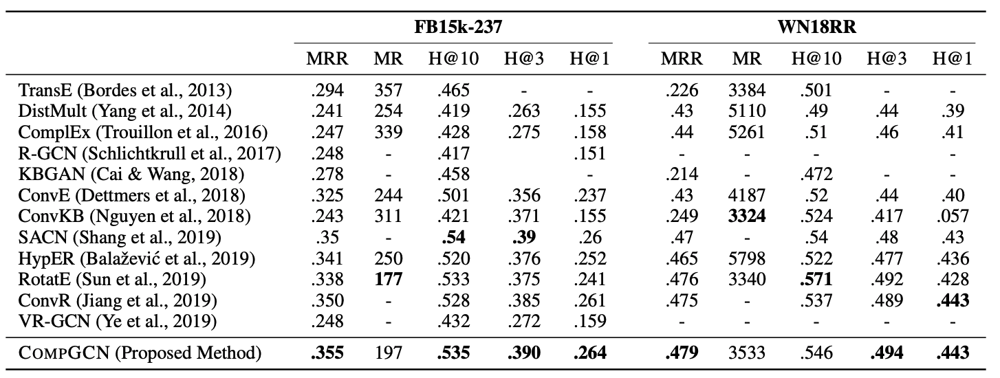 FB15k-237 WN18RR
MRR MR H@10 H@3 H@1 MRR MR H@10 H@3 H@1
TransE (Bordes et al., 2013) .294 357 .465 - - .226 3384 .501 - -
DistMult (Yang et al., 2014) .241 254 .419 .263 .155 .43 5110 .49 .44 .39
ComplEx (Trouillon et al., 2016) .247 339 .428 .275 .158 .44 5261 .51 .46 .41
R-GCN (Schlichtkrull et al., 2017) .248 - .417 .151 - - - -
KBGAN (Cai & Wang, 2018) .278 - .458 - .214 - .472 - -
ConvE (Dettmers et al., 2018) .325 244 .501 .356 .237 .43 4187 .52 .44 .40
ConvKB (Nguyen et al., 2018) .243 311 .421 .371 .155 .249 3324 .524 .417 .057
SACN (Shang et al., 2019) .35 - .54 .39 .26 .47 - .54 .48 .43
HypER (Balažević et al., 2019) .341 250 .520 .376 .252 .465 5798 .522 .477 .436
RotatE (Sun et al., 2019) .338 177 .533 .375 .241 .476 3340 .571 .492 .428
ConvR (Jiang et al., 2019) .350 - .528 .385 .261 .475 - .537 .489 .443
VR-GCN (Ye et al., 2019) .248 - .432 .272 .159 - - - - -
COMPGCN (Proposed Method) .355 197 .535 .390 .264 .479 3533 .546 .494 .443